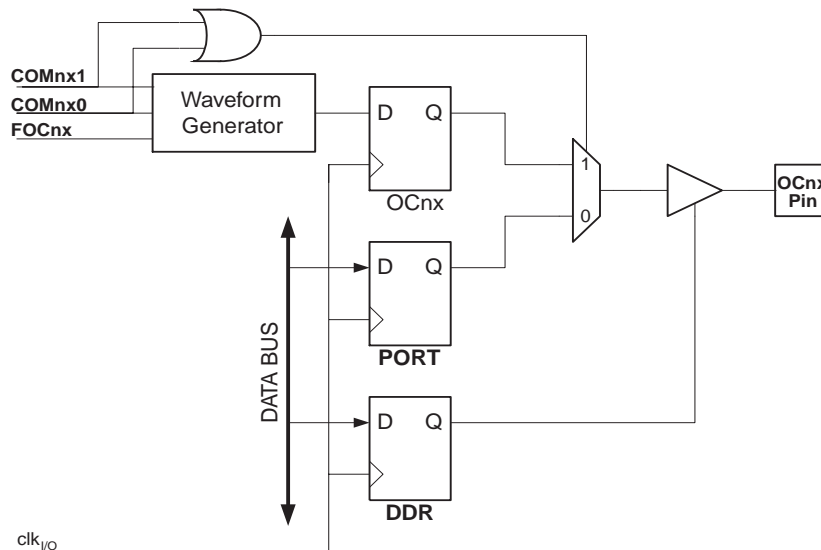 COMnx1
COMnx0
FOCnx
Waveform
Generator
D Q
OCnx
1
0
OCnx
Pin
DATA BUS
D Q
PORT
D Q
DDR
clkI/O